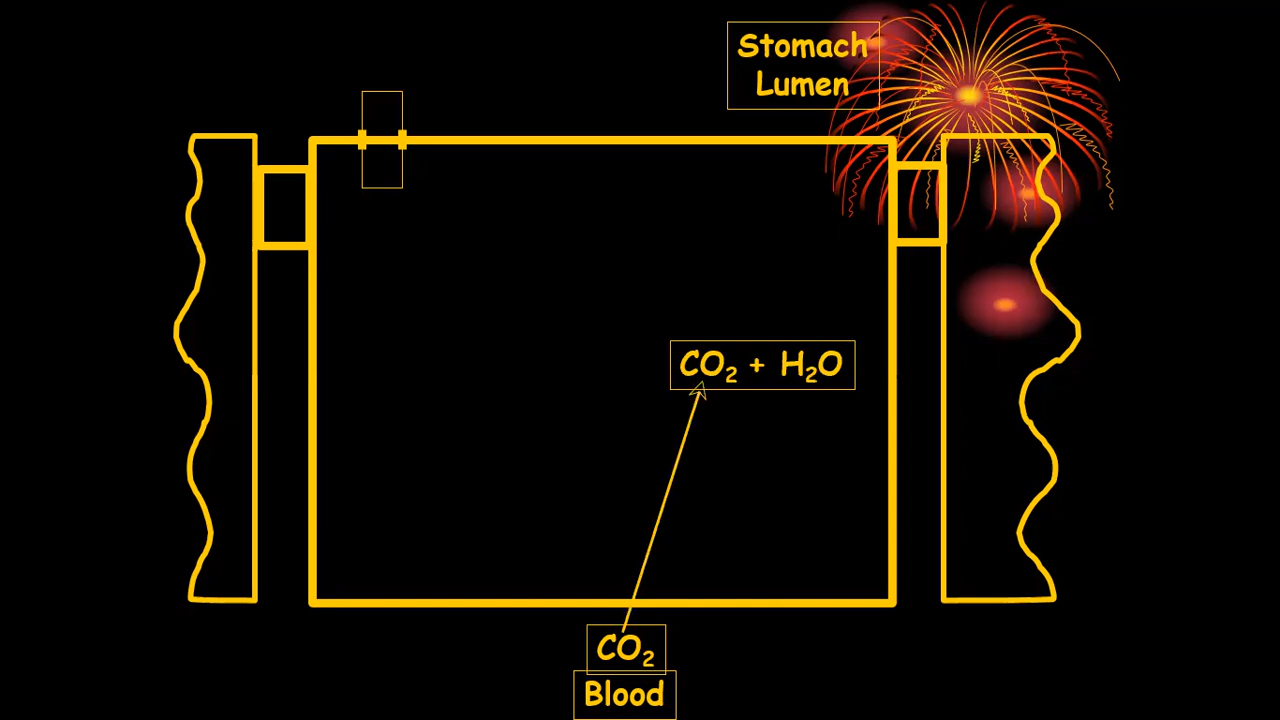 Stomach
Lumen
CO₂ + H₂O
CO₂
Blood